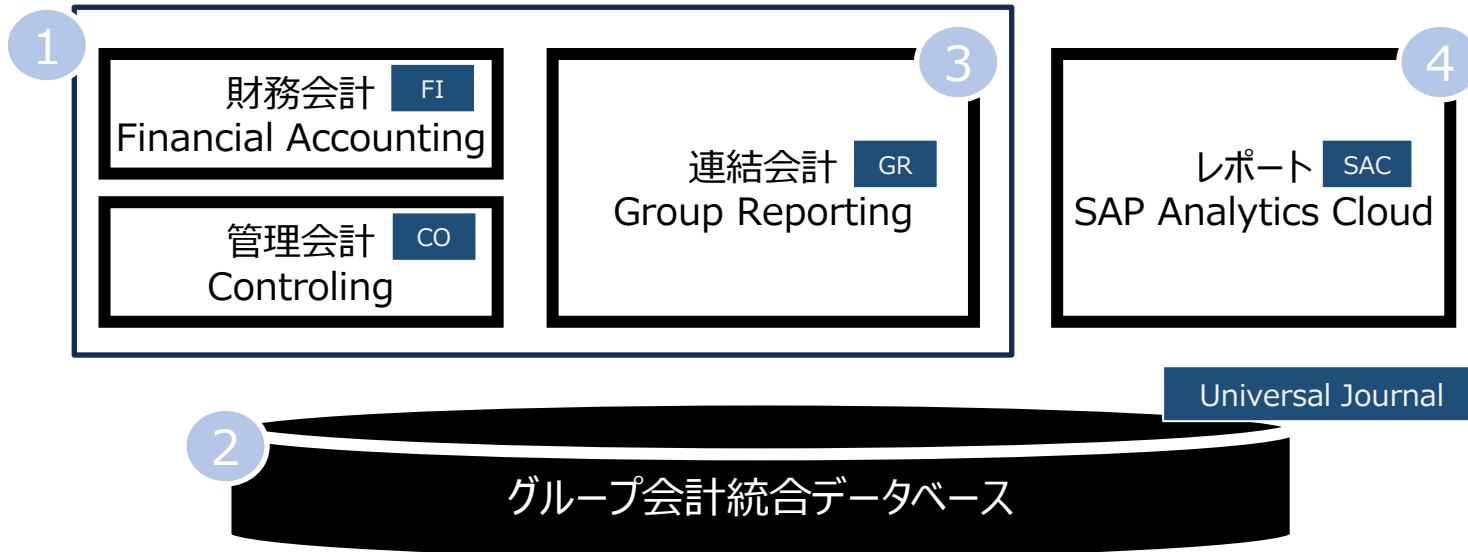 1
財務会計 FI
Financial Accounting
管理会計 CO
Controling
3
連結会計 GR
Group Reporting
4
レポート SAC
SAP Analytics Cloud
Universal Journal
2
グループ会計統合データベース